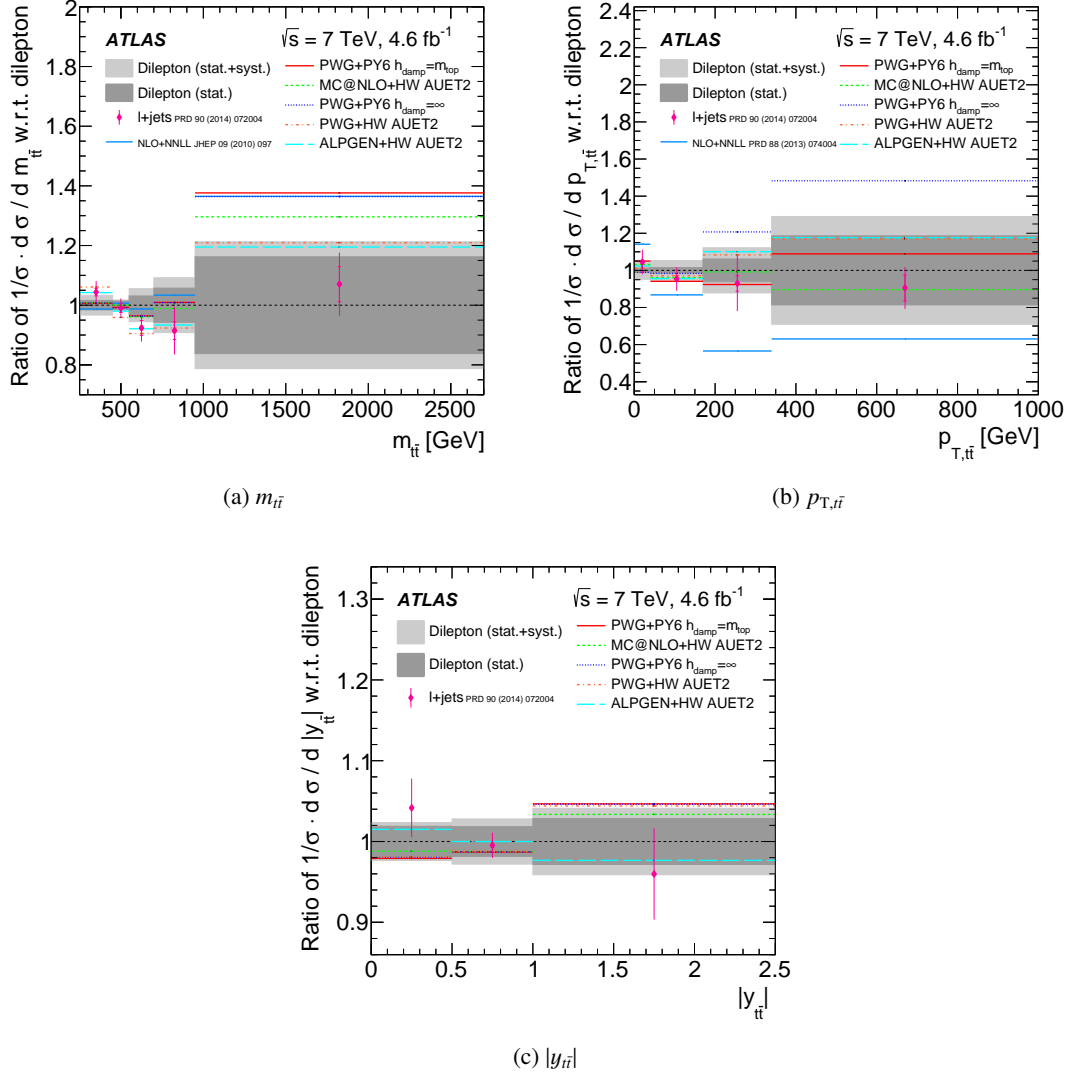 Ratio of 1/σ · d σ / d m_tt̄ w.r.t. dilepton
2
1.8
1.6
1.4
1.2
1
0.8
ATLAS
√s = 7 TeV, 4.6 fb⁻¹
Dilepton (stat.+syst.)
Dilepton (stat.)
l+jets PRD 90 (2014) 072004
NLO+NNLL JHEP 09 (2010) 097
PWG+PY6 h_damp=m_top
MC@NLO+HW AUET2
PWG+PY6 h_damp=∞
PWG+HW AUET2
ALPGEN+HW AUET2
500 1000 1500 2000 2500
m_tt̄ [GeV]
(a) m_tt̄
Ratio of 1/σ · d σ / d p_T,tt̄ w.r.t. dilepton
2
1.8
1.6
1.4
1.2
1
0.8
0.6
0.4
ATLAS
√s = 7 TeV, 4.6 fb⁻¹
Dilepton (stat.+syst.)
Dilepton (stat.)
l+jets PRD 90 (2014) 072004
NLO+NNLL PRD 88 (2013) 074004
PWG+PY6 h_damp=m_top
MC@NLO+HW AUET2
PWG+PY6 h_damp=∞
PWG+HW AUET2
ALPGEN+HW AUET2
0 200 400 600 800 1000
p_T,tt̄ [GeV]
(b) p_T,tt̄
Ratio of 1/σ · d σ / d |y_tt̄| w.r.t. dilepton
1.3
1.2
1.1
1
0.9
ATLAS
√s = 7 TeV, 4.6 fb⁻¹
Dilepton (stat.+syst.)
Dilepton (stat.)
l+jets PRD 90 (2014) 072004
PWG+PY6 h_damp=m_top
MC@NLO+HW AUET2
PWG+PY6 h_damp=∞
PWG+HW AUET2
ALPGEN+HW AUET2
0 0.5 1 1.5 2 2.5
|y_tt̄|
(c) |y_tt̄|